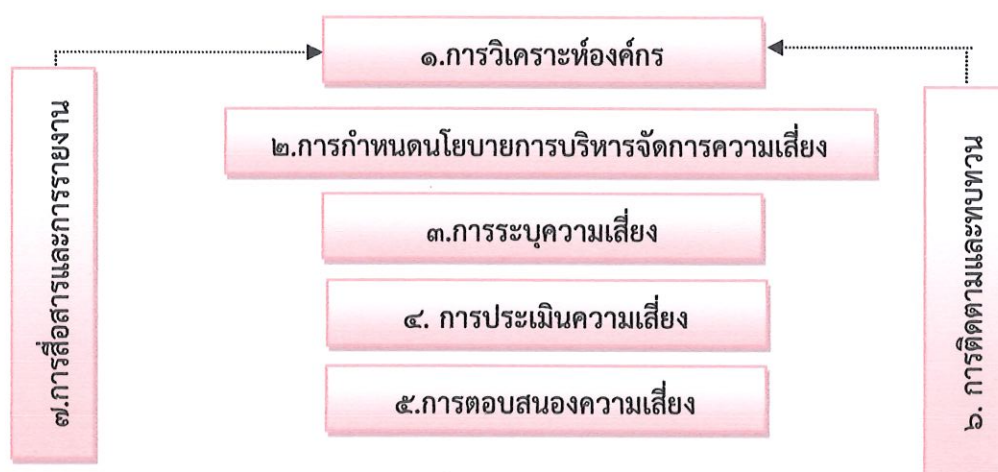 ๑.การวิเคราะห์องค์กร
๒.การกำหนดนโยบายการบริหารจัดการความเสี่ยง
๓.การระบุความเสี่ยง
๔. การประเมินความเสี่ยง
๕.การตอบสนองความเสี่ยง
๖. การติดตามและทบทวน
๗.การสื่อสารและการรายงาน